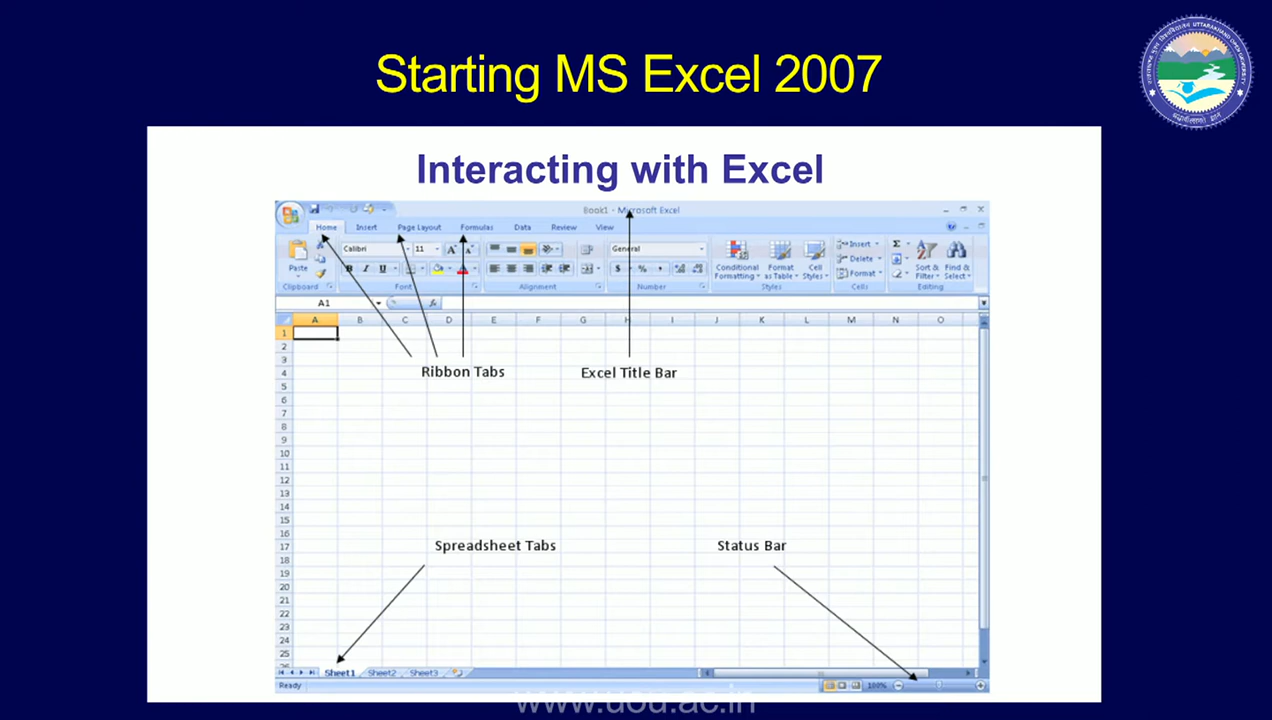 Starting MS Excel 2007
UTTARAKHAND OPEN UNIVERSITY
Interacting with Excel
Book1 - Microsoft Excel
Home Insert Page Layout Formulas Data Review View
Calibri 11 General
Paste
B I U
$ % ,
Conditional Formatting
Format as Table
Cell Styles
Insert
Delete
Format
Σ
Sort & Filter
Find & Select
Clipboard Font Alignment Number Styles Cells Editing
A1 fx
A B C D E F G H I J K L M N O
1
2
3
4
5
6
7
8
9
10
11
12
13
14
15
16
17
18
19
20
21
22
23
24
25
Ribbon Tabs Excel Title Bar
Spreadsheet Tabs Status Bar
Sheet1 Sheet2 Sheet3
Ready 100%
www.uou.ac.in